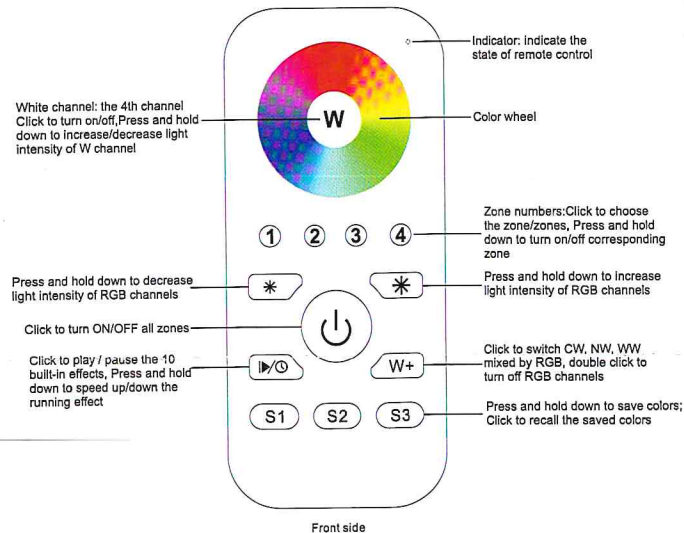 Indicator: indicate the
state of remote control
White channel: the 4th channel
Click to turn on/off,Press and hold
down to increase/decrease light
intensity of W channel
W
Color wheel
Zone numbers:Click to choose
the zone/zones, Press and hold
down to turn on/off corresponding
zone
1 2 3 4
Press and hold down to decrease
light intensity of RGB channels
Press and hold down to increase
light intensity of RGB channels
Click to turn ON/OFF all zones
Click to play / pause the 10
built-in effects, Press and hold
down to speed up/down the
running effect
W+
Click to switch CW, NW, WW
mixed by RGB, double click to
turn off RGB channels
S1 S2 S3
Press and hold down to save colors;
Click to recall the saved colors
Front side